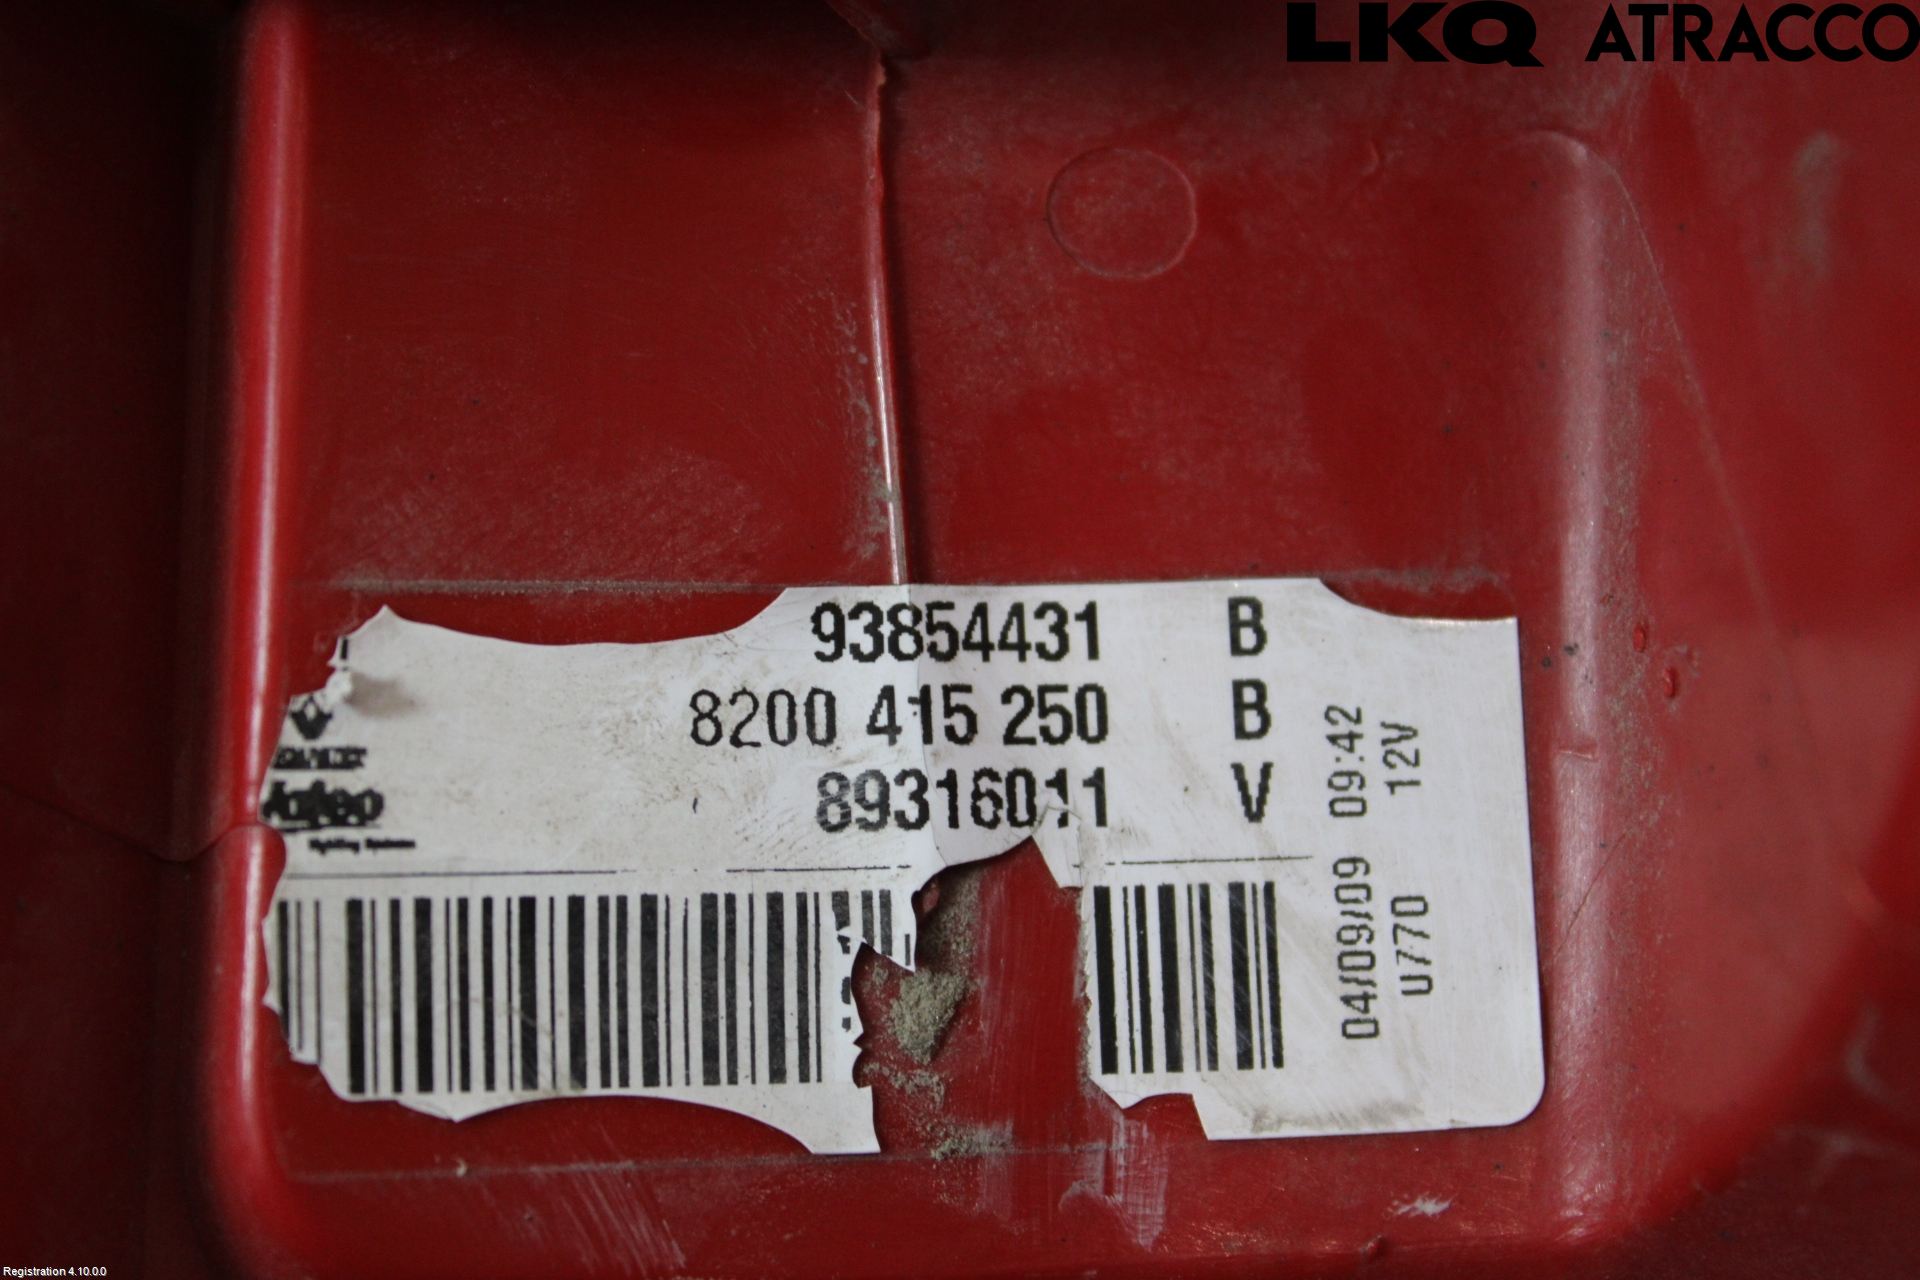 LKQ ATRACCO
93854431 B
8200 415 250 B
89316011 V
04/09/09 09:42
U770 12V
Registration 4.10.0.0